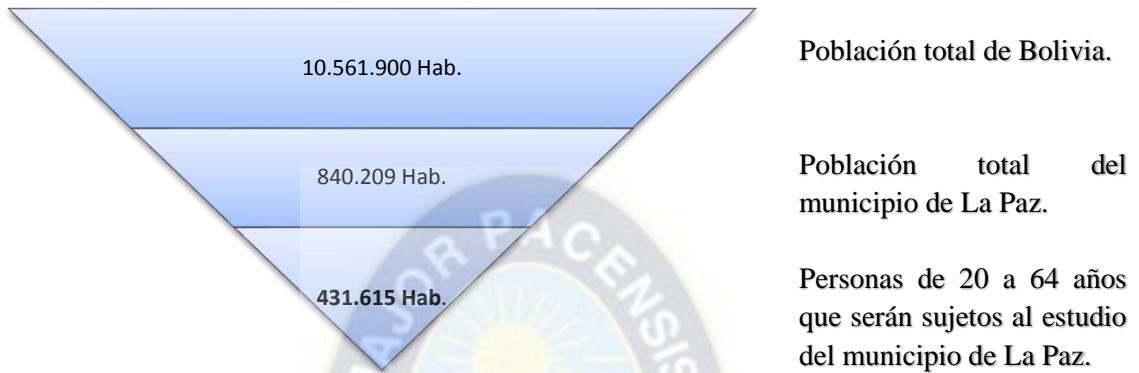 10.561.900 Hab.
Población total de Bolivia.
840.209 Hab.
Población total del
municipio de La Paz.
431.615 Hab.
Personas de 20 a 64 años
que serán sujetos al estudio
del municipio de La Paz.
PACENSIS